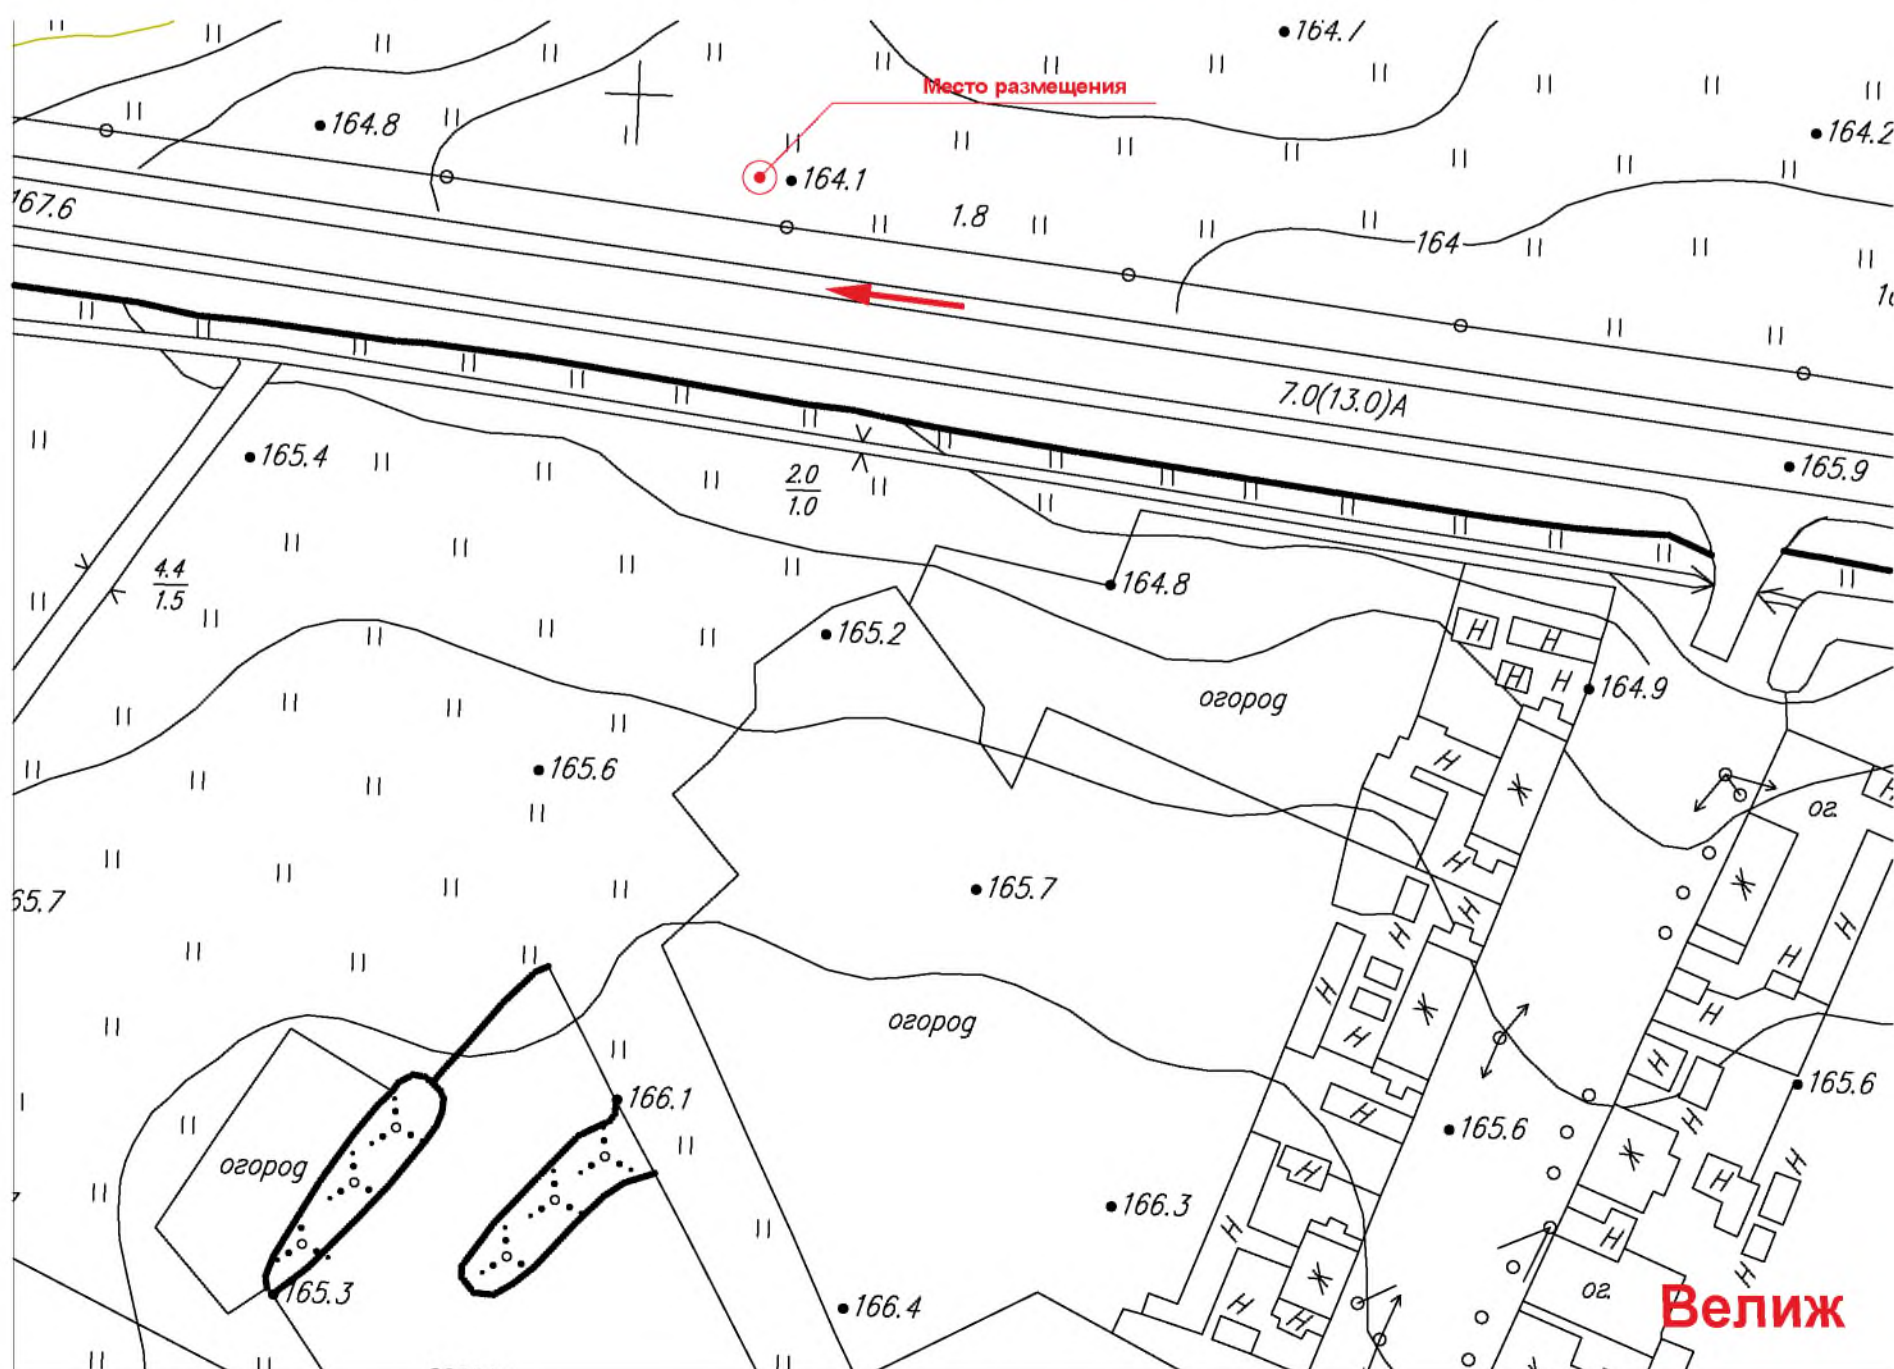 164.7
Место размещения
164.8
164.2
164.1
167.6
1.8
164
7.0(13.0)А
165.4
165.9
2.0
1.0
4.4
1.5
164.8
165.2
Н
Н
Н
Н
164.9
огород
Н
165.6
Ж
ог.
Н
Н
Ж
165.7
65.7
Н
Н
Н
Н
огород
Н
Ж
Н
Н
Н
165.6
166.1
Н
Н
165.6
Ж
огород
Н
Н
Н
166.3
Н
Н
165.3
Ж
Н
ог.
166.4
Н
Н
Велиж